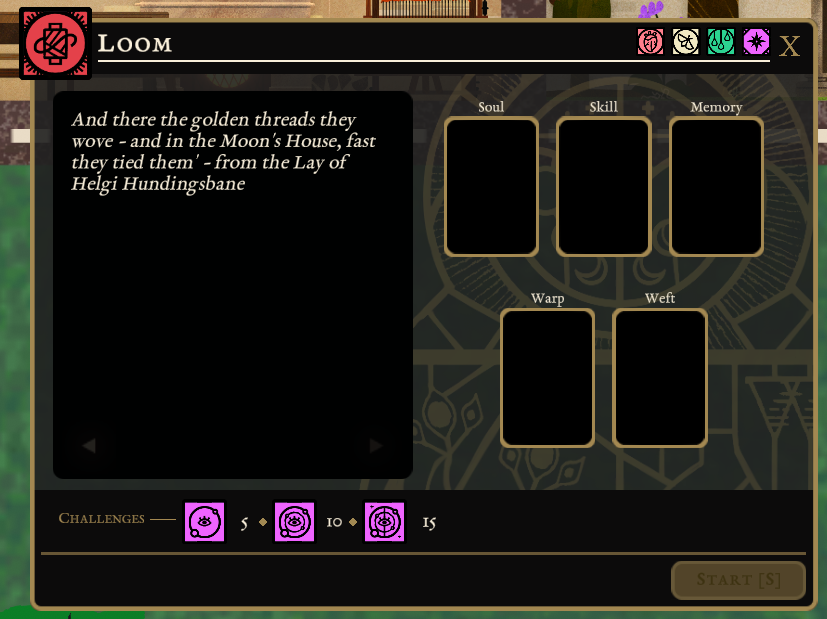 Loom
X
And there the golden threads they
wove - and in the Moon's House, fast
they tied them' - from the Lay of
Helgi Hundingsbane
Soul Skill Memory
Warp Weft
Challenges 5 10 15
Start [S]